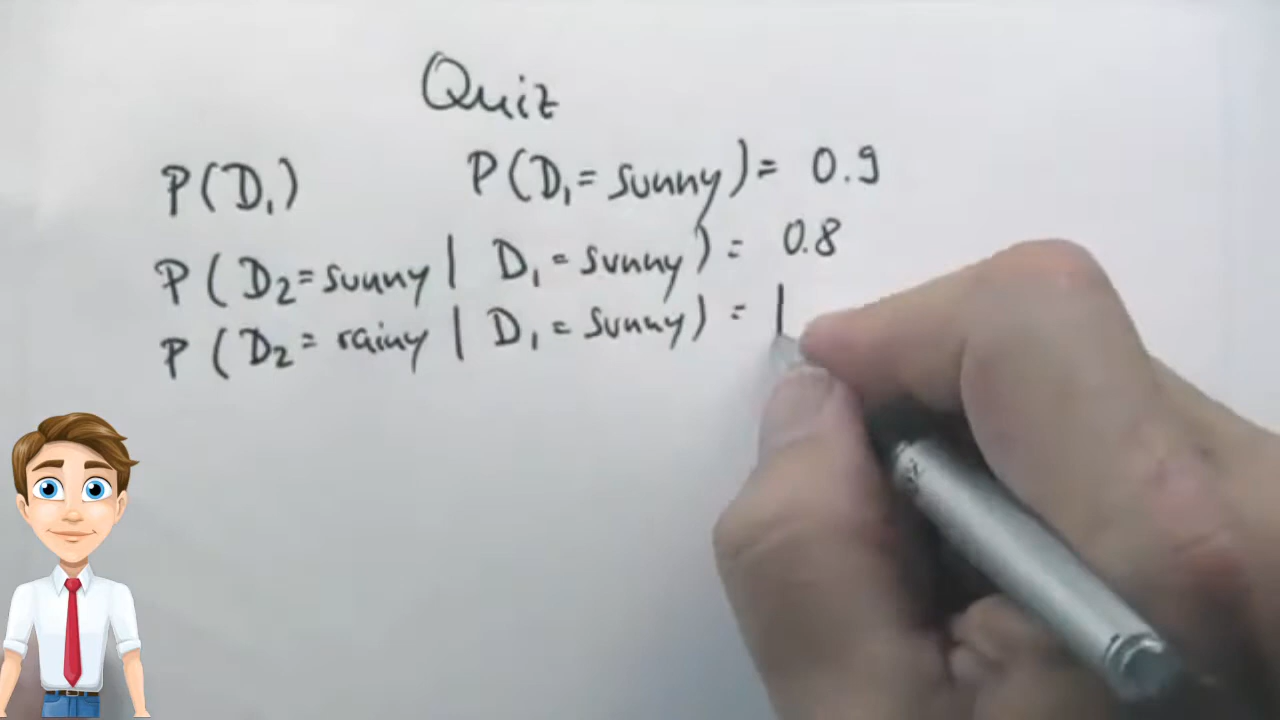 Quiz
P(D₁) P(D₁ = sunny) = 0.9
P(D₂ = sunny | D₁ = sunny) = 0.8
P(D₂ = rainy | D₁ = sunny) =